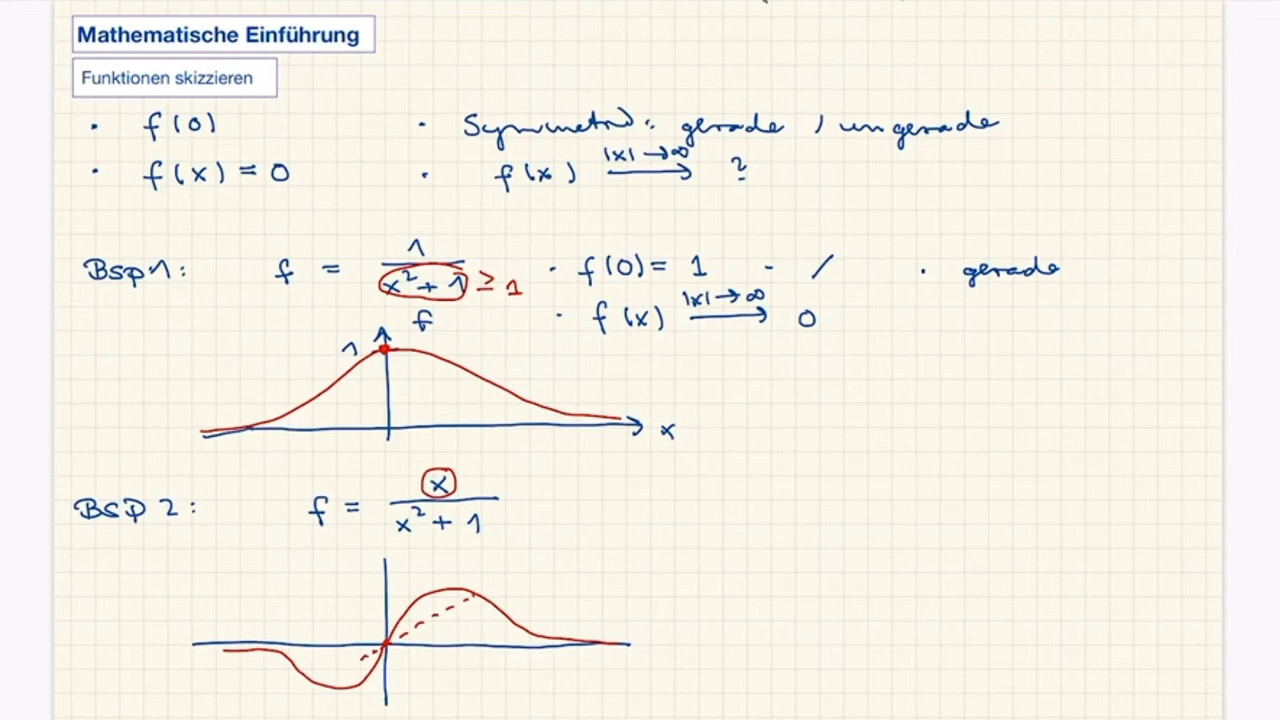 Mathematische Einführung
Funktionen skizzieren
· f(0) · Symmetrie: gerade / ungerade
· f(x) = 0 · f(x) |x|→∞ ⟶ ?
Bsp 1: f = 1/(x² + 1) ≥ 1 · f(0) = 1 - / · gerade
· f(x) |x|→∞ ⟶ 0
f
1
x
BSP 2: f = x/(x² + 1)